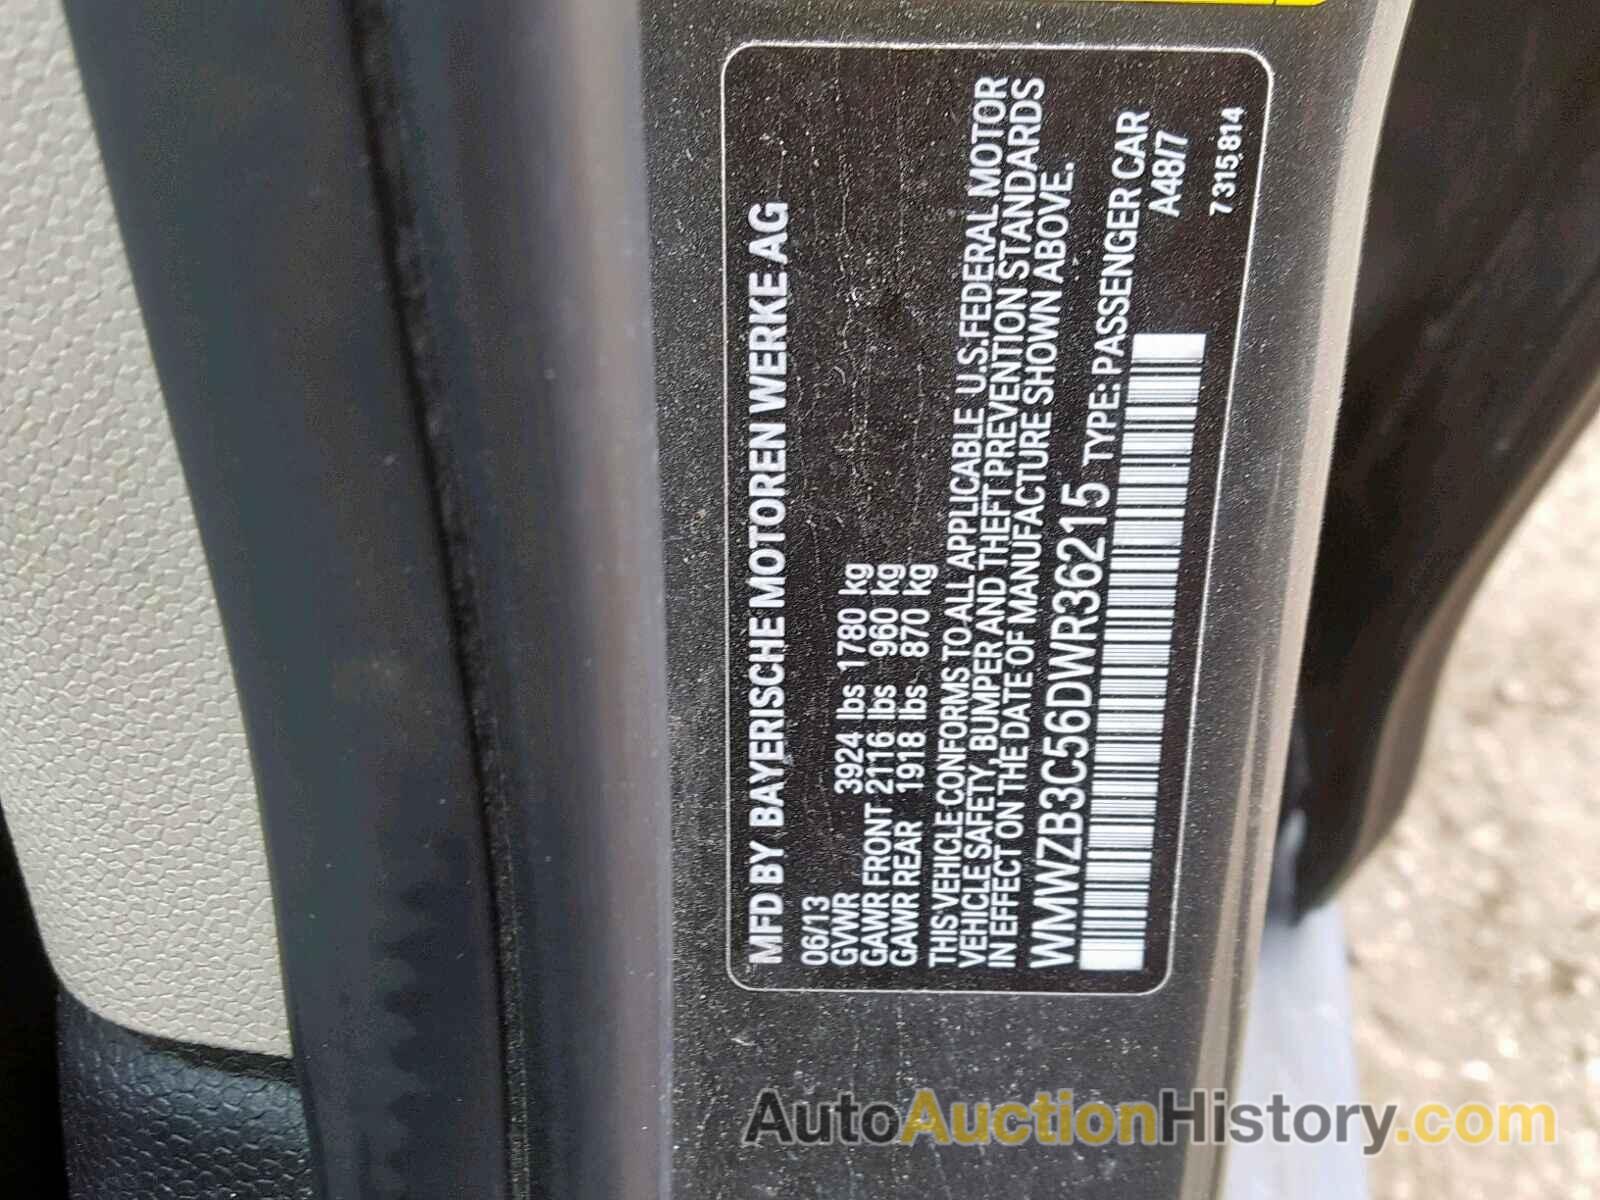 MFD BY BAYERISCHE MOTOREN WERKE AG
06/13
GVWR 3924 lbs 1780 kg
GAWR FRONT 2116 lbs 960 kg
GAWR REAR 1918 lbs 870 kg
THIS VEHICLE CONFORMS TO ALL APPLICABLE U.S.FEDERAL MOTOR
VEHICLE SAFETY, BUMPER AND THEFT PREVENTION STANDARDS
IN EFFECT ON THE DATE OF MANUFACTURE SHOWN ABOVE.
WMWZB3C56DWR36215 TYPE: PASSENGER CAR
A48/7
7 315 814
AutoAuctionHistory.com